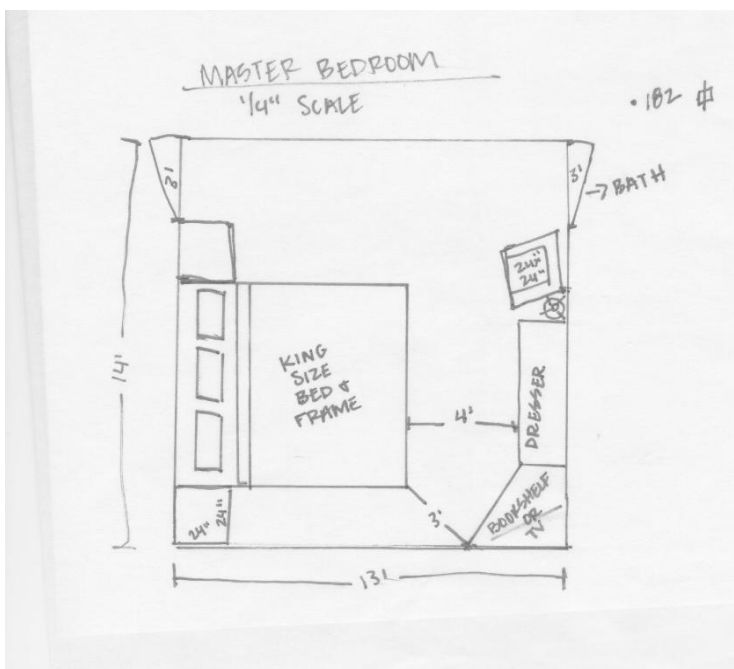 MASTER BEDROOM
1/4" SCALE
• 182
3'
3'
→ BATH
24"
24"
14'
KING
SIZE
BED &
FRAME
4'
DRESSER
3'
BOOKSHELF
OR
TV
24"
24"
13'